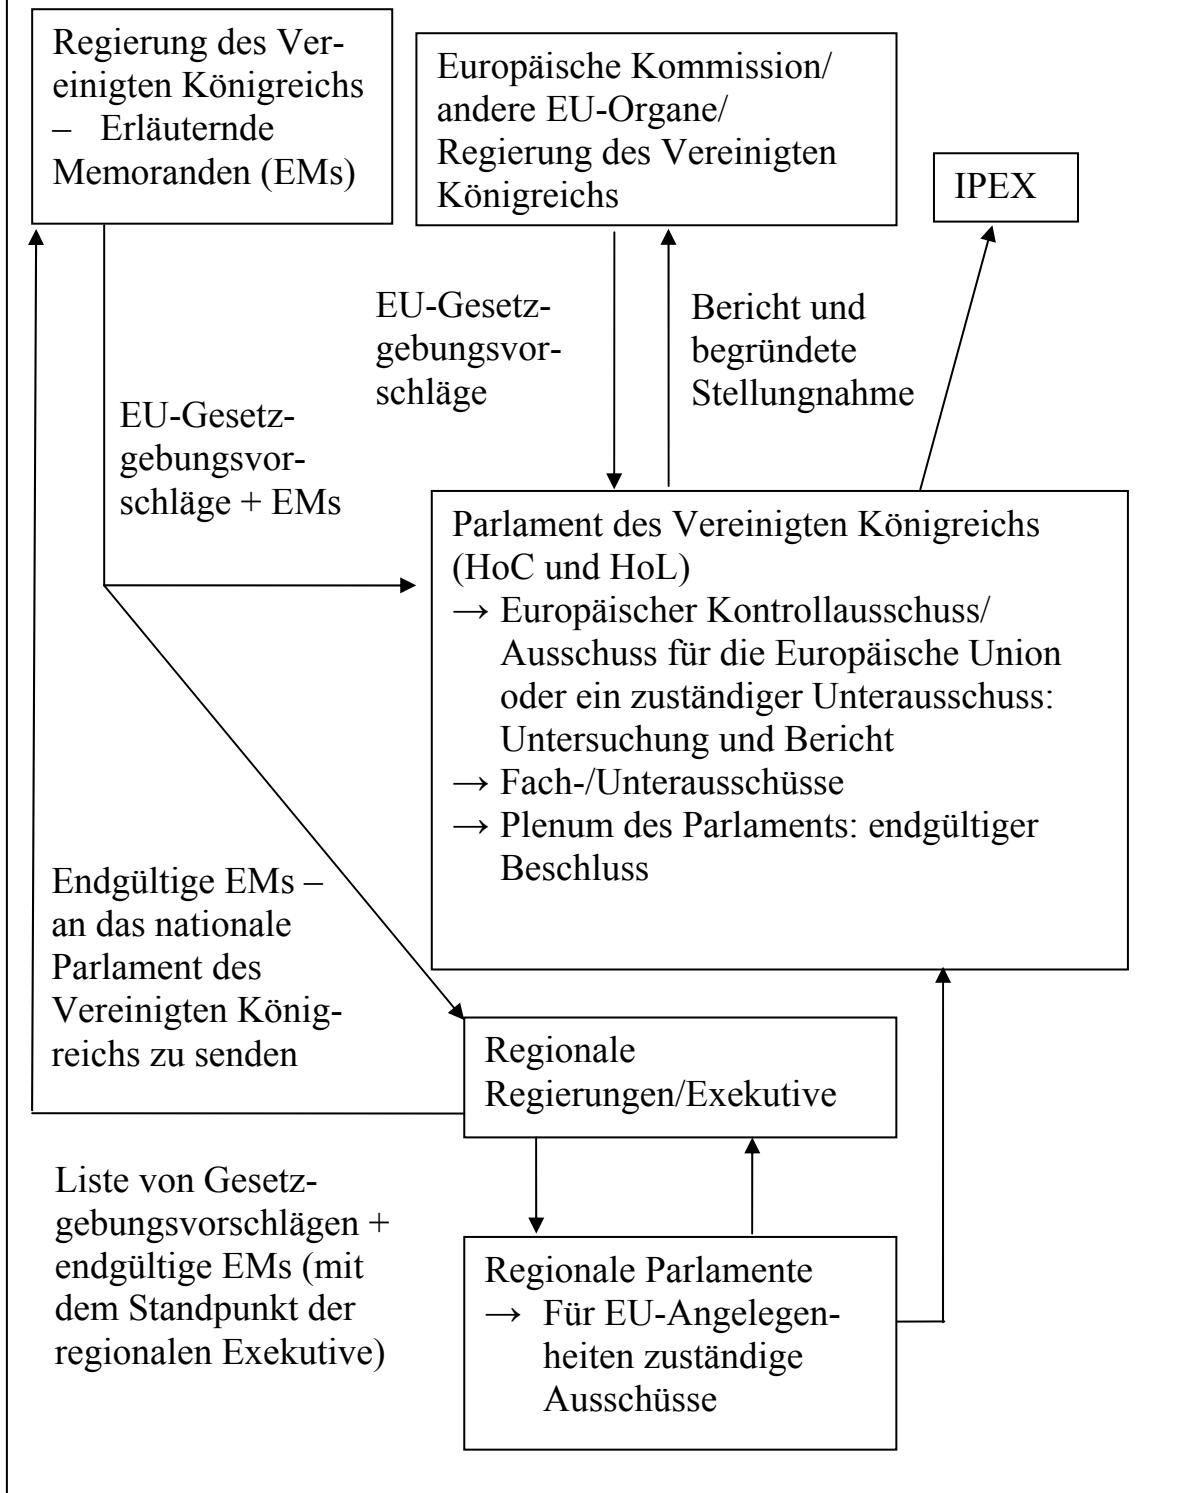 Regierung des Ver-
einigten Königreichs
– Erläuternde
Memoranden (EMs)
Europäische Kommission/
andere EU-Organe/
Regierung des Vereinigten
Königreichs
IPEX
EU-Gesetz-
gebungsvor-
schläge
Bericht und
begründete
Stellungnahme
EU-Gesetz-
gebungsvor-
schläge + EMs
Parlament des Vereinigten Königreichs
(HoC und HoL)
→ Europäischer Kontrollausschuss/
Ausschuss für die Europäische Union
oder ein zuständiger Unterausschuss:
Untersuchung und Bericht
→ Fach-/Unterausschüsse
→ Plenum des Parlaments: endgültiger
Beschluss
Endgültige EMs –
an das nationale
Parlament des
Vereinigten König-
reichs zu senden
Regionale
Regierungen/Exekutive
Liste von Gesetz-
gebungsvorschlägen +
endgültige EMs (mit
dem Standpunkt der
regionalen Exekutive)
Regionale Parlamente
→ Für EU-Angelegen-
heiten zuständige
Ausschüsse